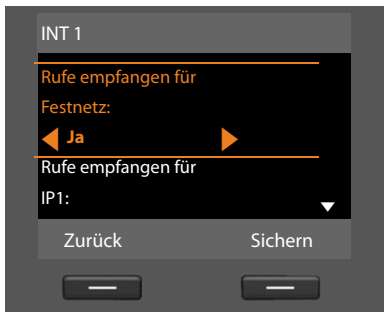 INT 1
Rufe empfangen für
Festnetz:
Ja
Rufe empfangen für
IP1:
Zurück Sichern